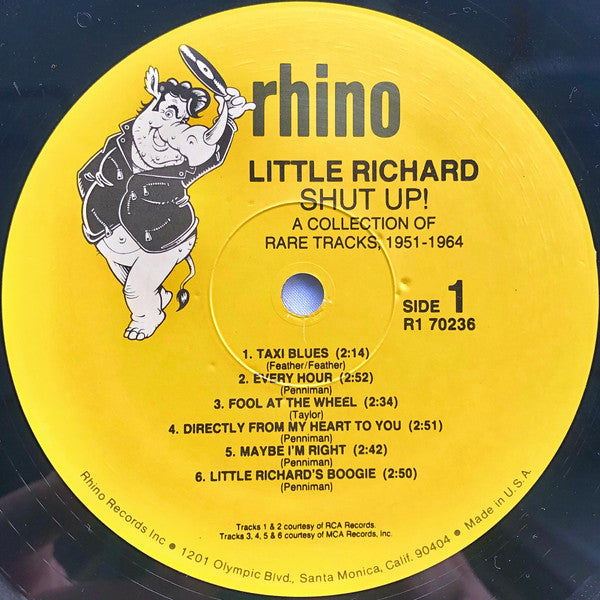 rhino
LITTLE RICHARD
SHUT UP!
A COLLECTION OF
RARE TRACKS, 1951-1964
SIDE 1
R1 70236
1. TAXI BLUES (2:14)
(Feather/Feather)
2. EVERY HOUR (2:52)
(Penniman)
3. FOOL AT THE WHEEL (2:34)
(Taylor)
4. DIRECTLY FROM MY HEART TO YOU (2:51)
(Penniman)
5. MAYBE I'M RIGHT (2:42)
(Penniman)
6. LITTLE RICHARD'S BOOGIE (2:50)
(Penniman)
Tracks 1 & 2 courtesy of RCA Records.
Tracks 3, 4, 5 & 6 courtesy of MCA Records, Inc.
Rhino Records Inc • 1201 Olympic Blvd., Santa Monica, Calif. 90404 • Made in U.S.A.